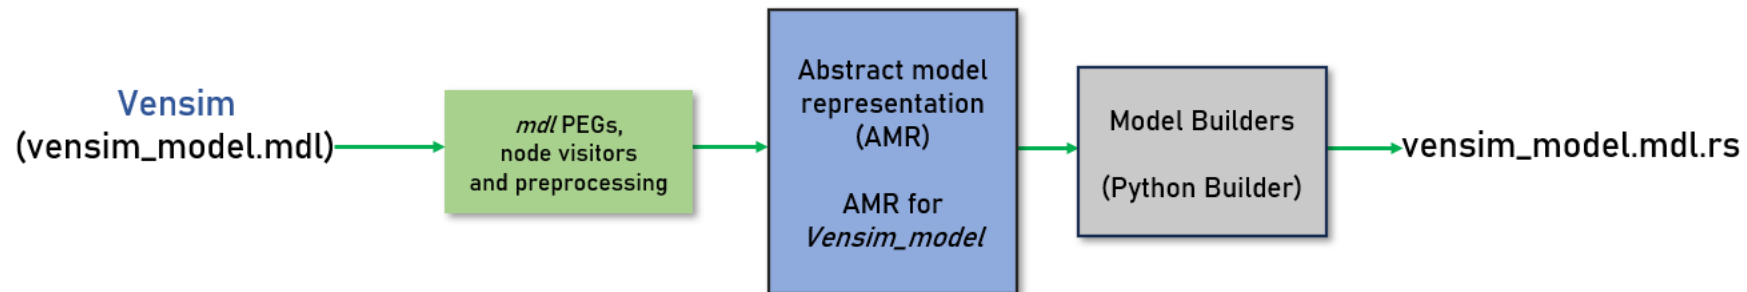 Vensim
(vensim_model.mdl)
mdl PEGs,
node visitors
and preprocessing
Abstract model
representation
(AMR)
AMR for
Vensim_model
Model Builders
(Python Builder)
vensim_model.mdl.rs